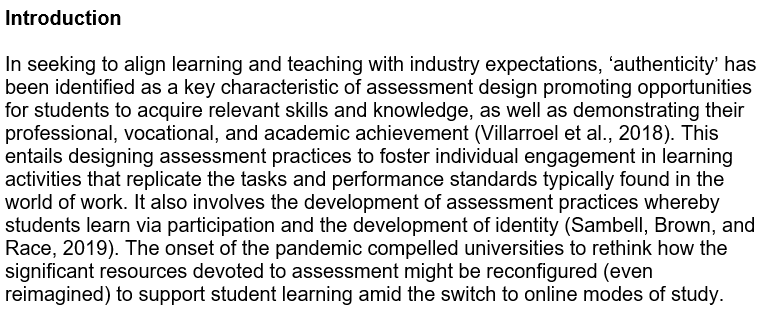 Introduction
In seeking to align learning and teaching with industry expectations, ‘authenticity’ has
been identified as a key characteristic of assessment design promoting opportunities
for students to acquire relevant skills and knowledge, as well as demonstrating their
professional, vocational, and academic achievement (Villarroel et al., 2018). This
entails designing assessment practices to foster individual engagement in learning
activities that replicate the tasks and performance standards typically found in the
world of work. It also involves the development of assessment practices whereby
students learn via participation and the development of identity (Sambell, Brown, and
Race, 2019). The onset of the pandemic compelled universities to rethink how the
significant resources devoted to assessment might be reconfigured (even
reimagined) to support student learning amid the switch to online modes of study.